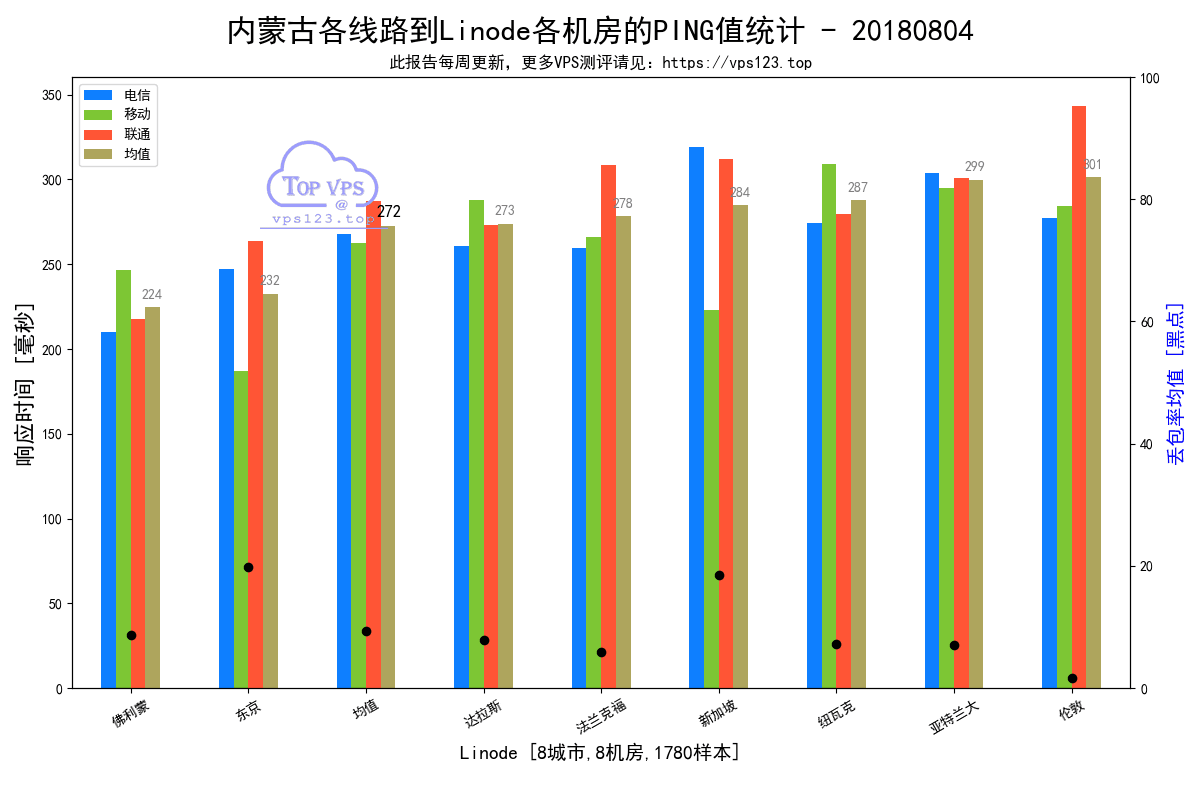 内蒙古各线路到Linode各机房的PING值统计 - 20180804
此报告每周更新，更多VPS测评请见：https://vps123.top
电信
移动
联通
均值
TOP VPS
@
vps123.top
响应时间 [毫秒]
350
300
250
200
150
100
50
0
224
232
272
273
278
284
287
299
301
100
80
60
40
20
0
丢包率均值 [黑点]
佛利蒙
东京
均值
达拉斯
法兰克福
新加坡
纽瓦克
亚特兰大
伦敦
Linode [8城市,8机房,1780样本]